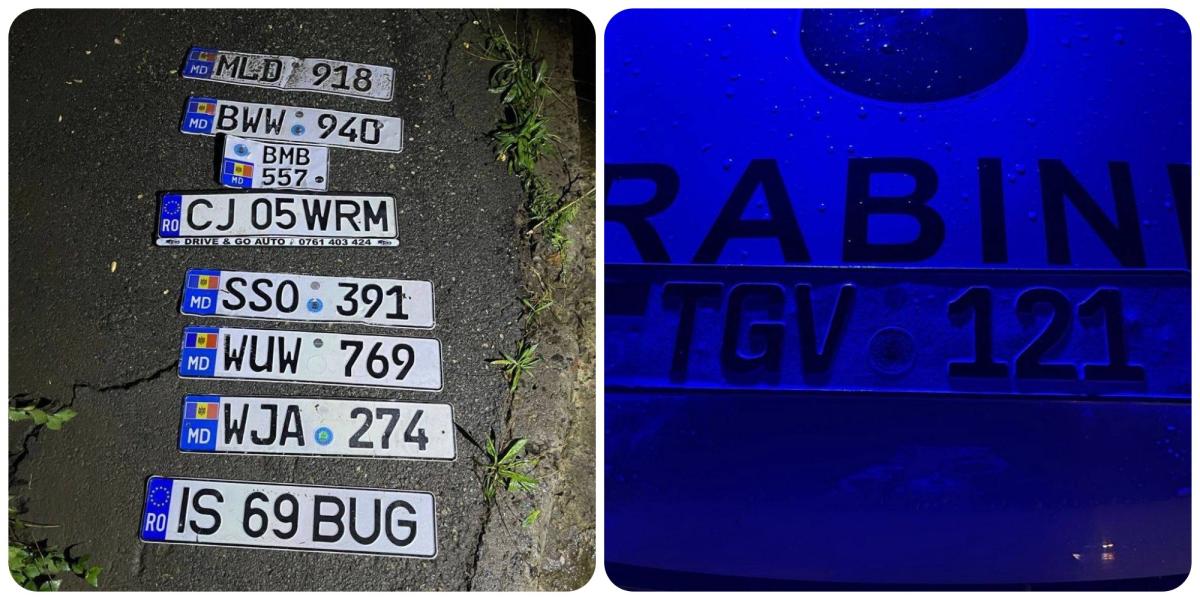 MD MLD 918
MD BWW 940
BMB
MD 557
RO CJ 05 WRM
DRIVE & GO AUTO 0761 403 424
MD SSO 391
MD WUW 769
MD WJA 274
RO IS 69 BUG
RABINI
TGV 121